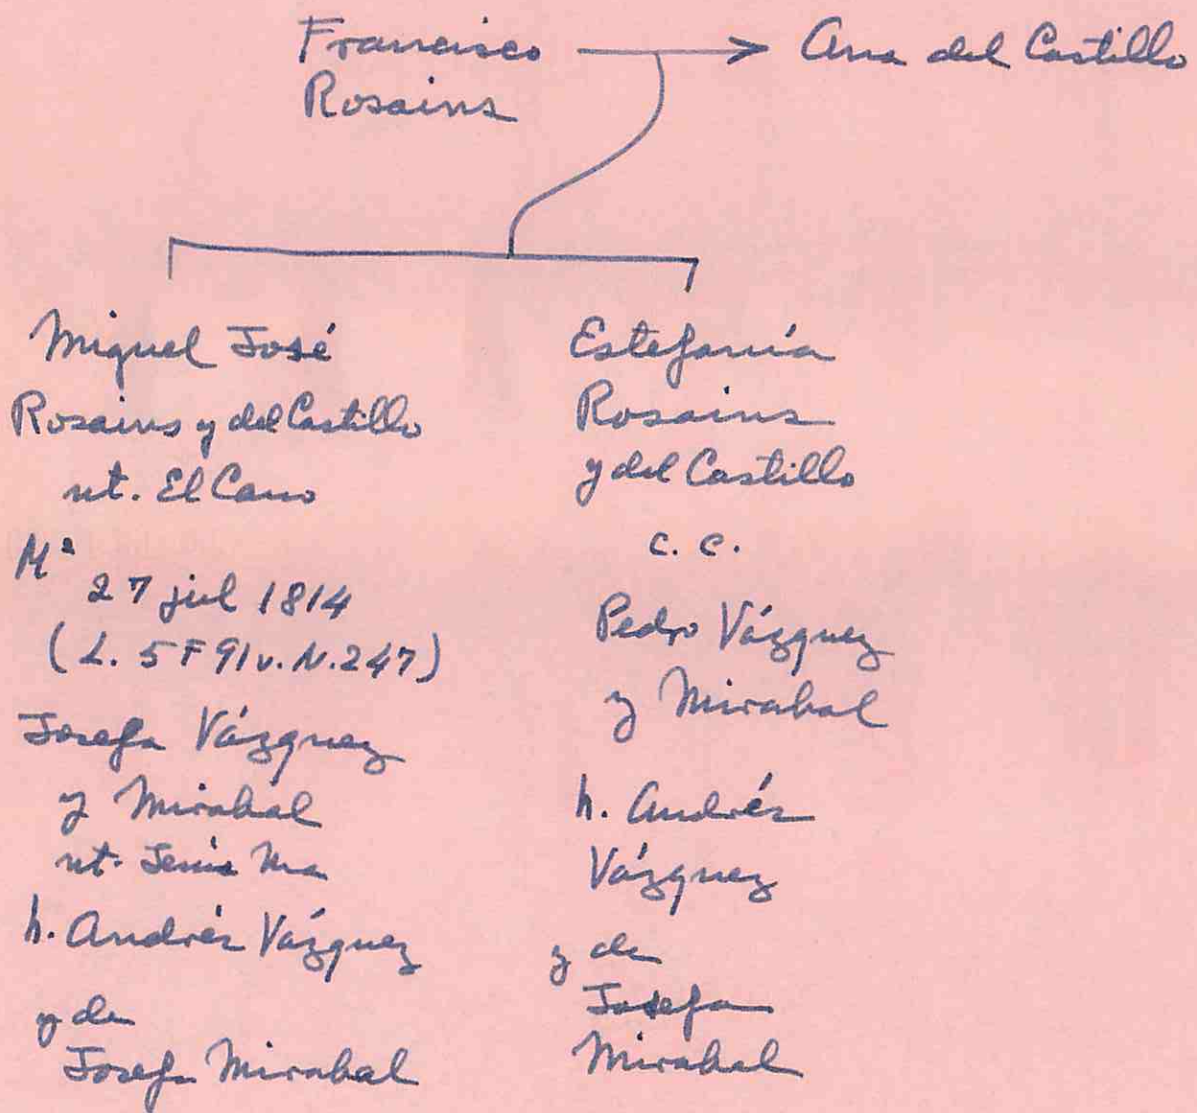 Francisco Rosains → Ana del Castillo
Miguel José
Rosains y del Castillo
nt. El Cano
Mª
27 jul 1814
(L. 5 F 91v. N. 247)
Josefa Vázquez
y Mirabal
nt. Jesús Ma
h. Andrés Vázquez
y de
Josefa Mirabal
Estefanía
Rosains
y del Castillo
c. c.
Pedro Vázquez
y Mirabal
h. Andrés
Vázquez
y de
Josefa
Mirabal